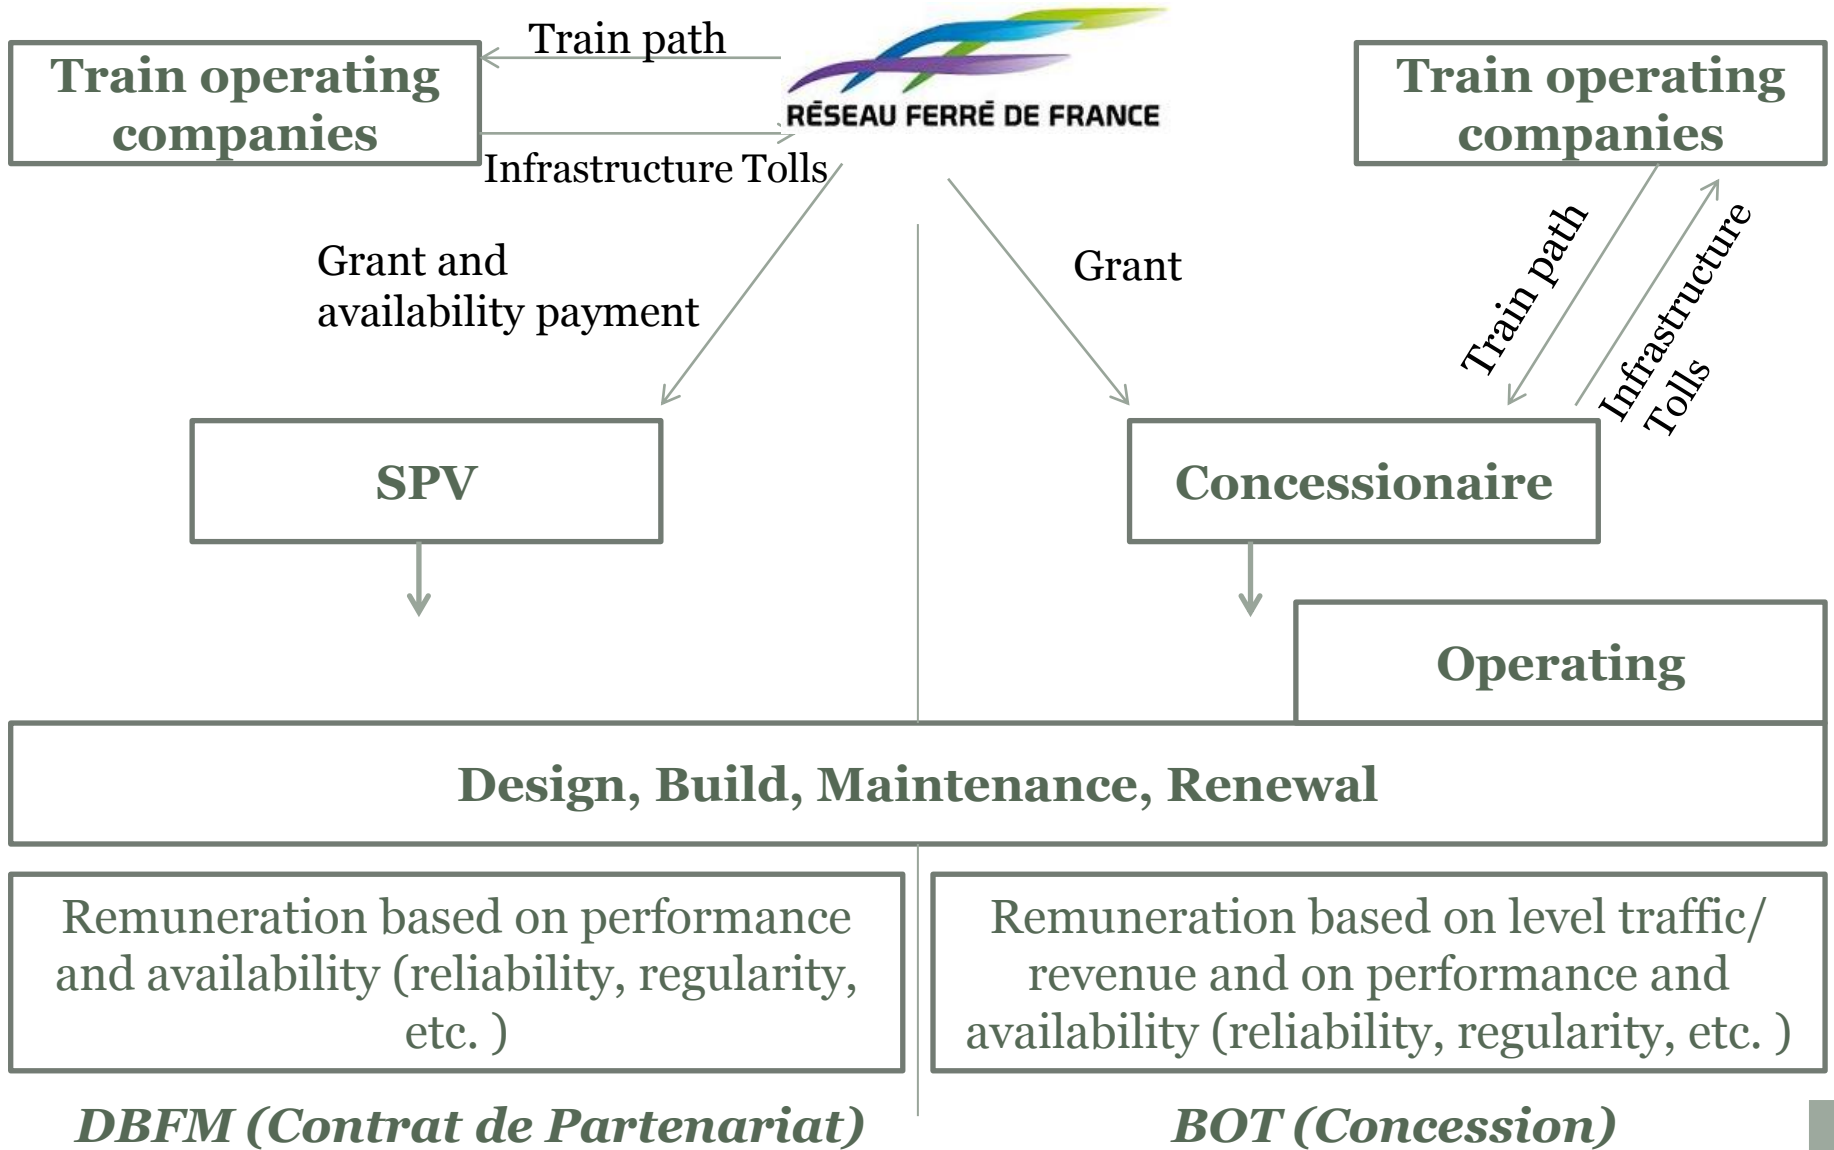 Train path
Train operating
companies
RÉSEAU FERRÉ DE FRANCE
Train operating
companies
Infrastructure Tolls
Grant and
availability payment
Grant
Train path
Infrastructure
Tolls
SPV
Concessionaire
Operating
Design, Build, Maintenance, Renewal
Remuneration based on performance
and availability (reliability, regularity,
etc. )
Remuneration based on level traffic/
revenue and on performance and
availability (reliability, regularity, etc. )
DBFM (Contrat de Partenariat)
BOT (Concession)